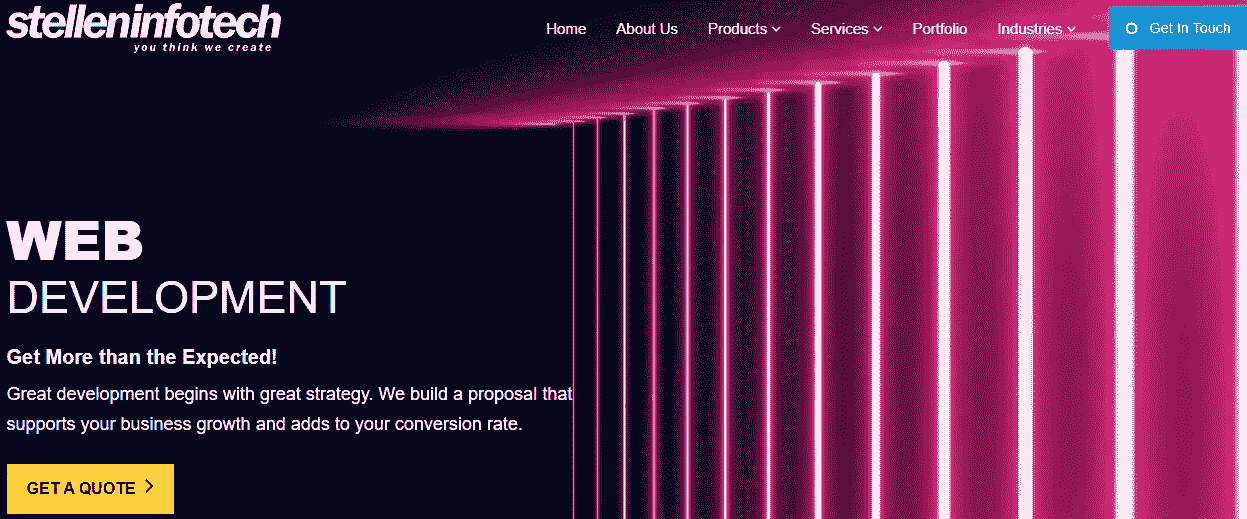 stelleninfotech
you think we create
Home About Us Products Services Portfolio Industries Get In Touch
WEB
DEVELOPMENT
Get More than the Expected!
Great development begins with great strategy. We build a proposal that
supports your business growth and adds to your conversion rate.
GET A QUOTE